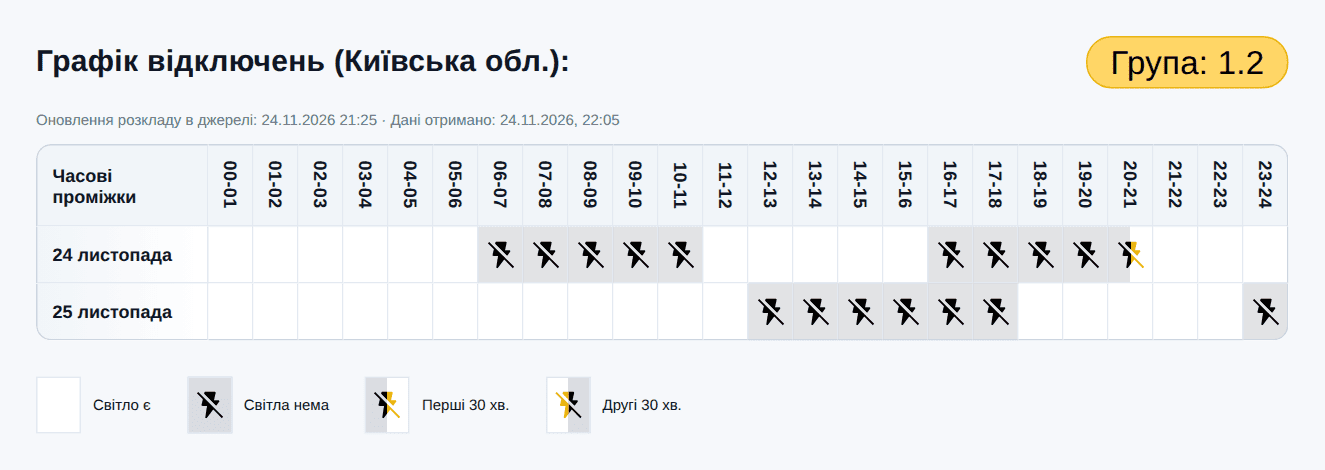 Графік відключень (Київська обл.):
Група: 1.2
Оновлення розкладу в джерелі: 24.11.2026 21:25 · Дані отримано: 24.11.2026, 22:05
Часові
проміжки
00-01
01-02
02-03
03-04
04-05
05-06
06-07
07-08
08-09
09-10
10-11
11-12
12-13
13-14
14-15
15-16
16-17
17-18
18-19
19-20
20-21
21-22
22-23
23-24
24 листопада
25 листопада
Світло є
Світла нема
Перші 30 хв.
Другі 30 хв.